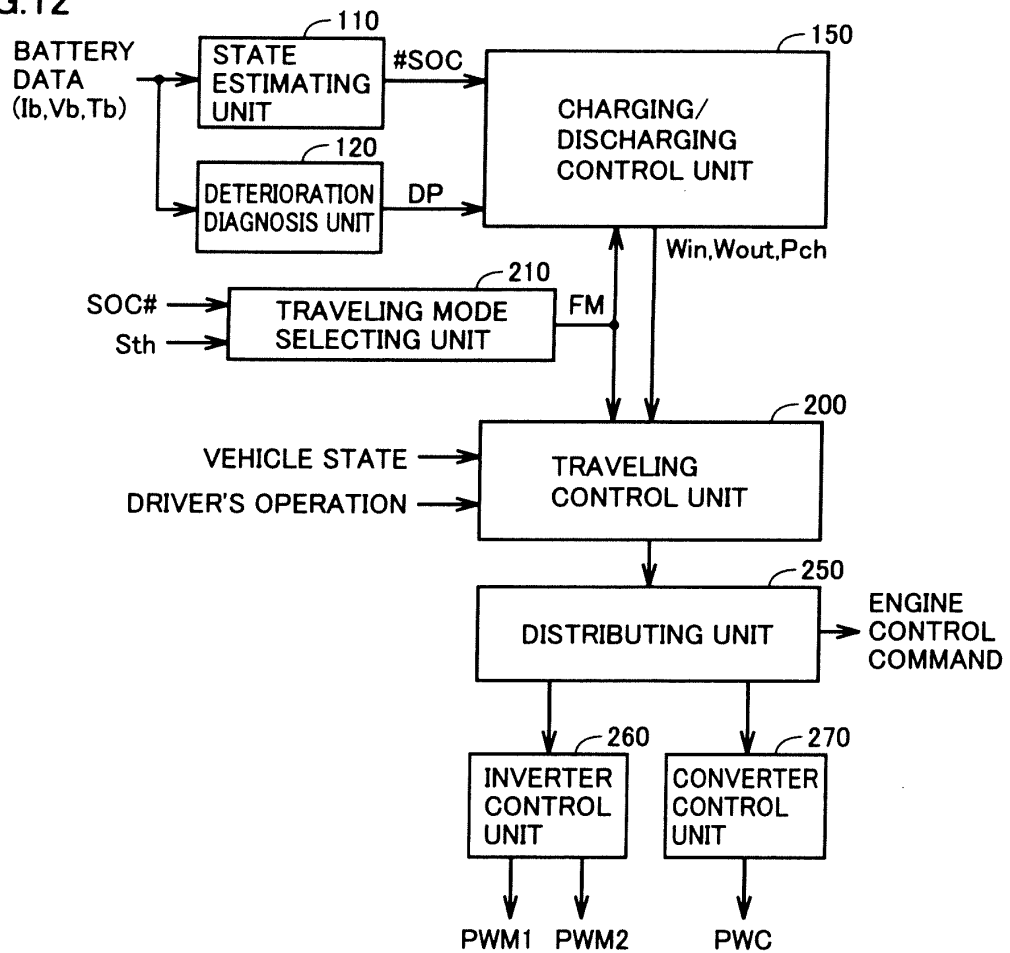 G.12
BATTERY
DATA
(Ib,Vb,Tb)
110
STATE
ESTIMATING
UNIT
#SOC
150
CHARGING/
DISCHARGING
CONTROL UNIT
120
DETERIORATION
DIAGNOSIS UNIT
DP
Win,Wout,Pch
SOC#
Sth
210
TRAVELING MODE
SELECTING UNIT
FM
200
VEHICLE STATE
DRIVER'S OPERATION
TRAVELING
CONTROL UNIT
250
DISTRIBUTING UNIT
ENGINE
CONTROL
COMMAND
260
INVERTER
CONTROL
UNIT
270
CONVERTER
CONTROL
UNIT
PWM1
PWM2
PWC